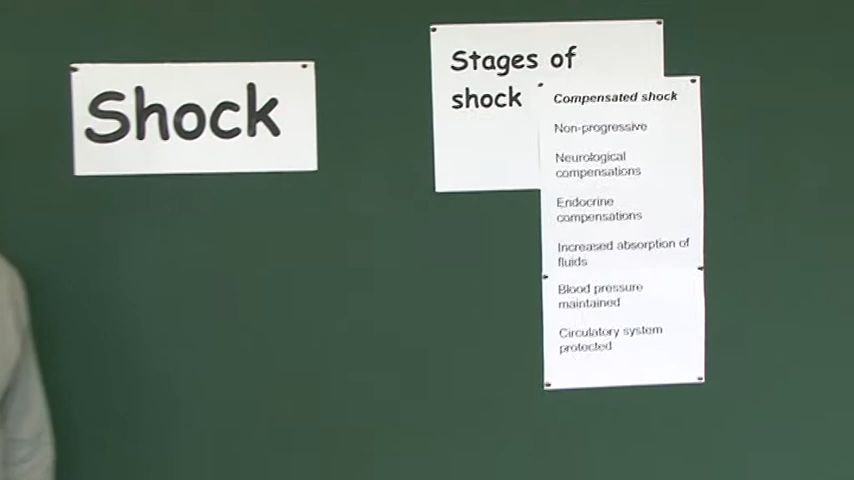 Shock
Stages of
shock
Compensated shock
Non-progressive
Neurological
compensations
Endocrine
compensations
Increased absorption of
fluids
Blood pressure
maintained
Circulatory system
protected